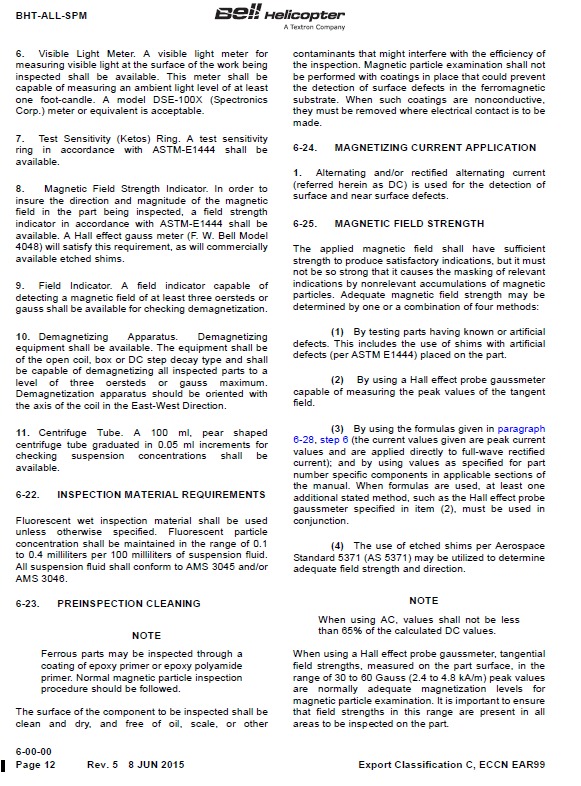 BHT-ALL-SPM
Bell Helicopter
A Textron Company
6. Visible Light Meter. A visible light meter for
measuring visible light at the surface of the work being
inspected shall be available. This meter shall be
capable of measuring an ambient light level of at least
one foot-candle. A model DSE-100X (Spectronics
Corp.) meter or equivalent is acceptable.
7. Test Sensitivity (Ketos) Ring. A test sensitivity
ring in accordance with ASTM-E1444 shall be
available.
8. Magnetic Field Strength Indicator. In order to
insure the direction and magnitude of the magnetic
field in the part being inspected, a field strength
indicator in accordance with ASTM-E1444 shall be
available. A Hall effect gauss meter (F. W. Bell Model
4048) will satisfy this requirement, as will commercially
available etched shims.
9. Field Indicator. A field indicator capable of
detecting a magnetic field of at least three oersteds or
gauss shall be available for checking demagnetization.
10. Demagnetizing Apparatus. Demagnetizing
equipment shall be available. The equipment shall be
of the open coil, box or DC step decay type and shall
be capable of demagnetizing all inspected parts to a
level of three oersteds or gauss maximum.
Demagnetization apparatus should be oriented with
the axis of the coil in the East-West Direction.
11. Centrifuge Tube. A 100 ml, pear shaped
centrifuge tube graduated in 0.05 ml increments for
checking suspension concentrations shall be
available.
6-22. INSPECTION MATERIAL REQUIREMENTS
Fluorescent wet inspection material shall be used
unless otherwise specified. Fluorescent particle
concentration shall be maintained in the range of 0.1
to 0.4 milliliters per 100 milliliters of suspension fluid.
All suspension fluid shall conform to AMS 3045 and/or
AMS 3046.
6-23. PREINSPECTION CLEANING
NOTE
Ferrous parts may be inspected through a
coating of epoxy primer or epoxy polyamide
primer. Normal magnetic particle inspection
procedure should be followed.
The surface of the component to be inspected shall be
clean and dry, and free of oil, scale, or other
contaminants that might interfere with the efficiency of
the inspection. Magnetic particle examination shall not
be performed with coatings in place that could prevent
the detection of surface defects in the ferromagnetic
substrate. When such coatings are nonconductive,
they must be removed where electrical contact is to be
made.
6-24. MAGNETIZING CURRENT APPLICATION
1. Alternating and/or rectified alternating current
(referred herein as DC) is used for the detection of
surface and near surface defects.
6-25. MAGNETIC FIELD STRENGTH
The applied magnetic field shall have sufficient
strength to produce satisfactory indications, but it must
not be so strong that it causes the masking of relevant
indications by nonrelevant accumulations of magnetic
particles. Adequate magnetic field strength may be
determined by one or a combination of four methods:
(1) By testing parts having known or artificial
defects. This includes the use of shims with artificial
defects (per ASTM E1444) placed on the part.
(2) By using a Hall effect probe gaussmeter
capable of measuring the peak values of the tangent
field.
(3) By using the formulas given in paragraph
6-28, step 6 (the current values given are peak current
values and are applied directly to full-wave rectified
current); and by using values as specified for part
number specific components in applicable sections of
the manual. When formulas are used, at least one
additional stated method, such as the Hall effect probe
gaussmeter specified in item (2), must be used in
conjunction.
(4) The use of etched shims per Aerospace
Standard 5371 (AS 5371) may be utilized to determine
adequate field strength and direction.
NOTE
When using AC, values shall not be less
than 65% of the calculated DC values.
When using a Hall effect probe gaussmeter, tangential
field strengths, measured on the part surface, in the
range of 30 to 60 Gauss (2.4 to 4.8 kA/m) peak values
are normally adequate magnetization levels for
magnetic particle examination. It is important to ensure
that field strengths in this range are present in all
areas to be inspected on the part.
6-00-00
Page 12 Rev. 5 8 JUN 2015
Export Classification C, ECCN EAR99